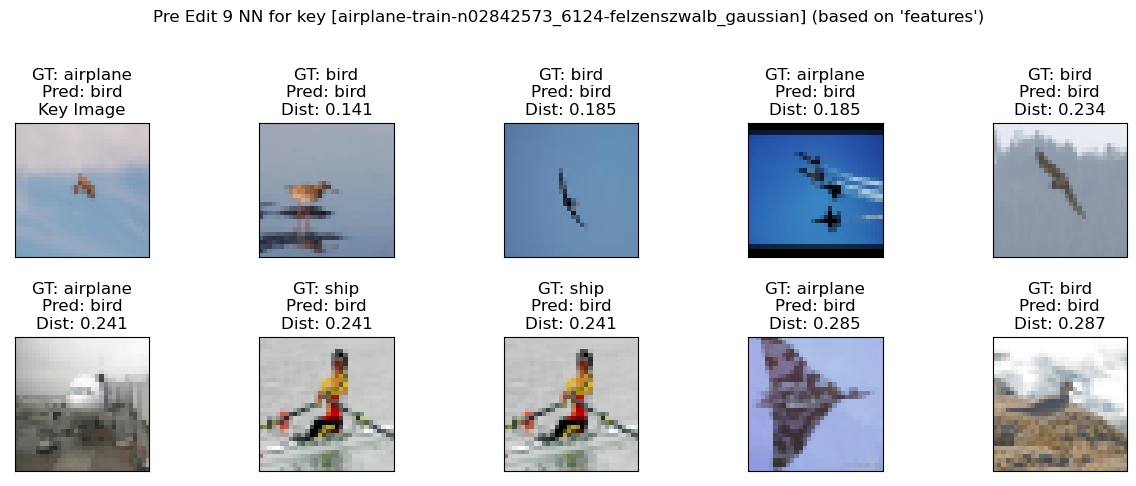 Pre Edit 9 NN for key [airplane-train-n02842573_6124-felzenszwalb_gaussian] (based on 'features')
GT: airplane
Pred: bird
Key Image
GT: bird
Pred: bird
Dist: 0.141
GT: bird
Pred: bird
Dist: 0.185
GT: airplane
Pred: bird
Dist: 0.185
GT: bird
Pred: bird
Dist: 0.234
GT: airplane
Pred: bird
Dist: 0.241
GT: ship
Pred: bird
Dist: 0.241
GT: ship
Pred: bird
Dist: 0.241
GT: airplane
Pred: bird
Dist: 0.285
GT: bird
Pred: bird
Dist: 0.287